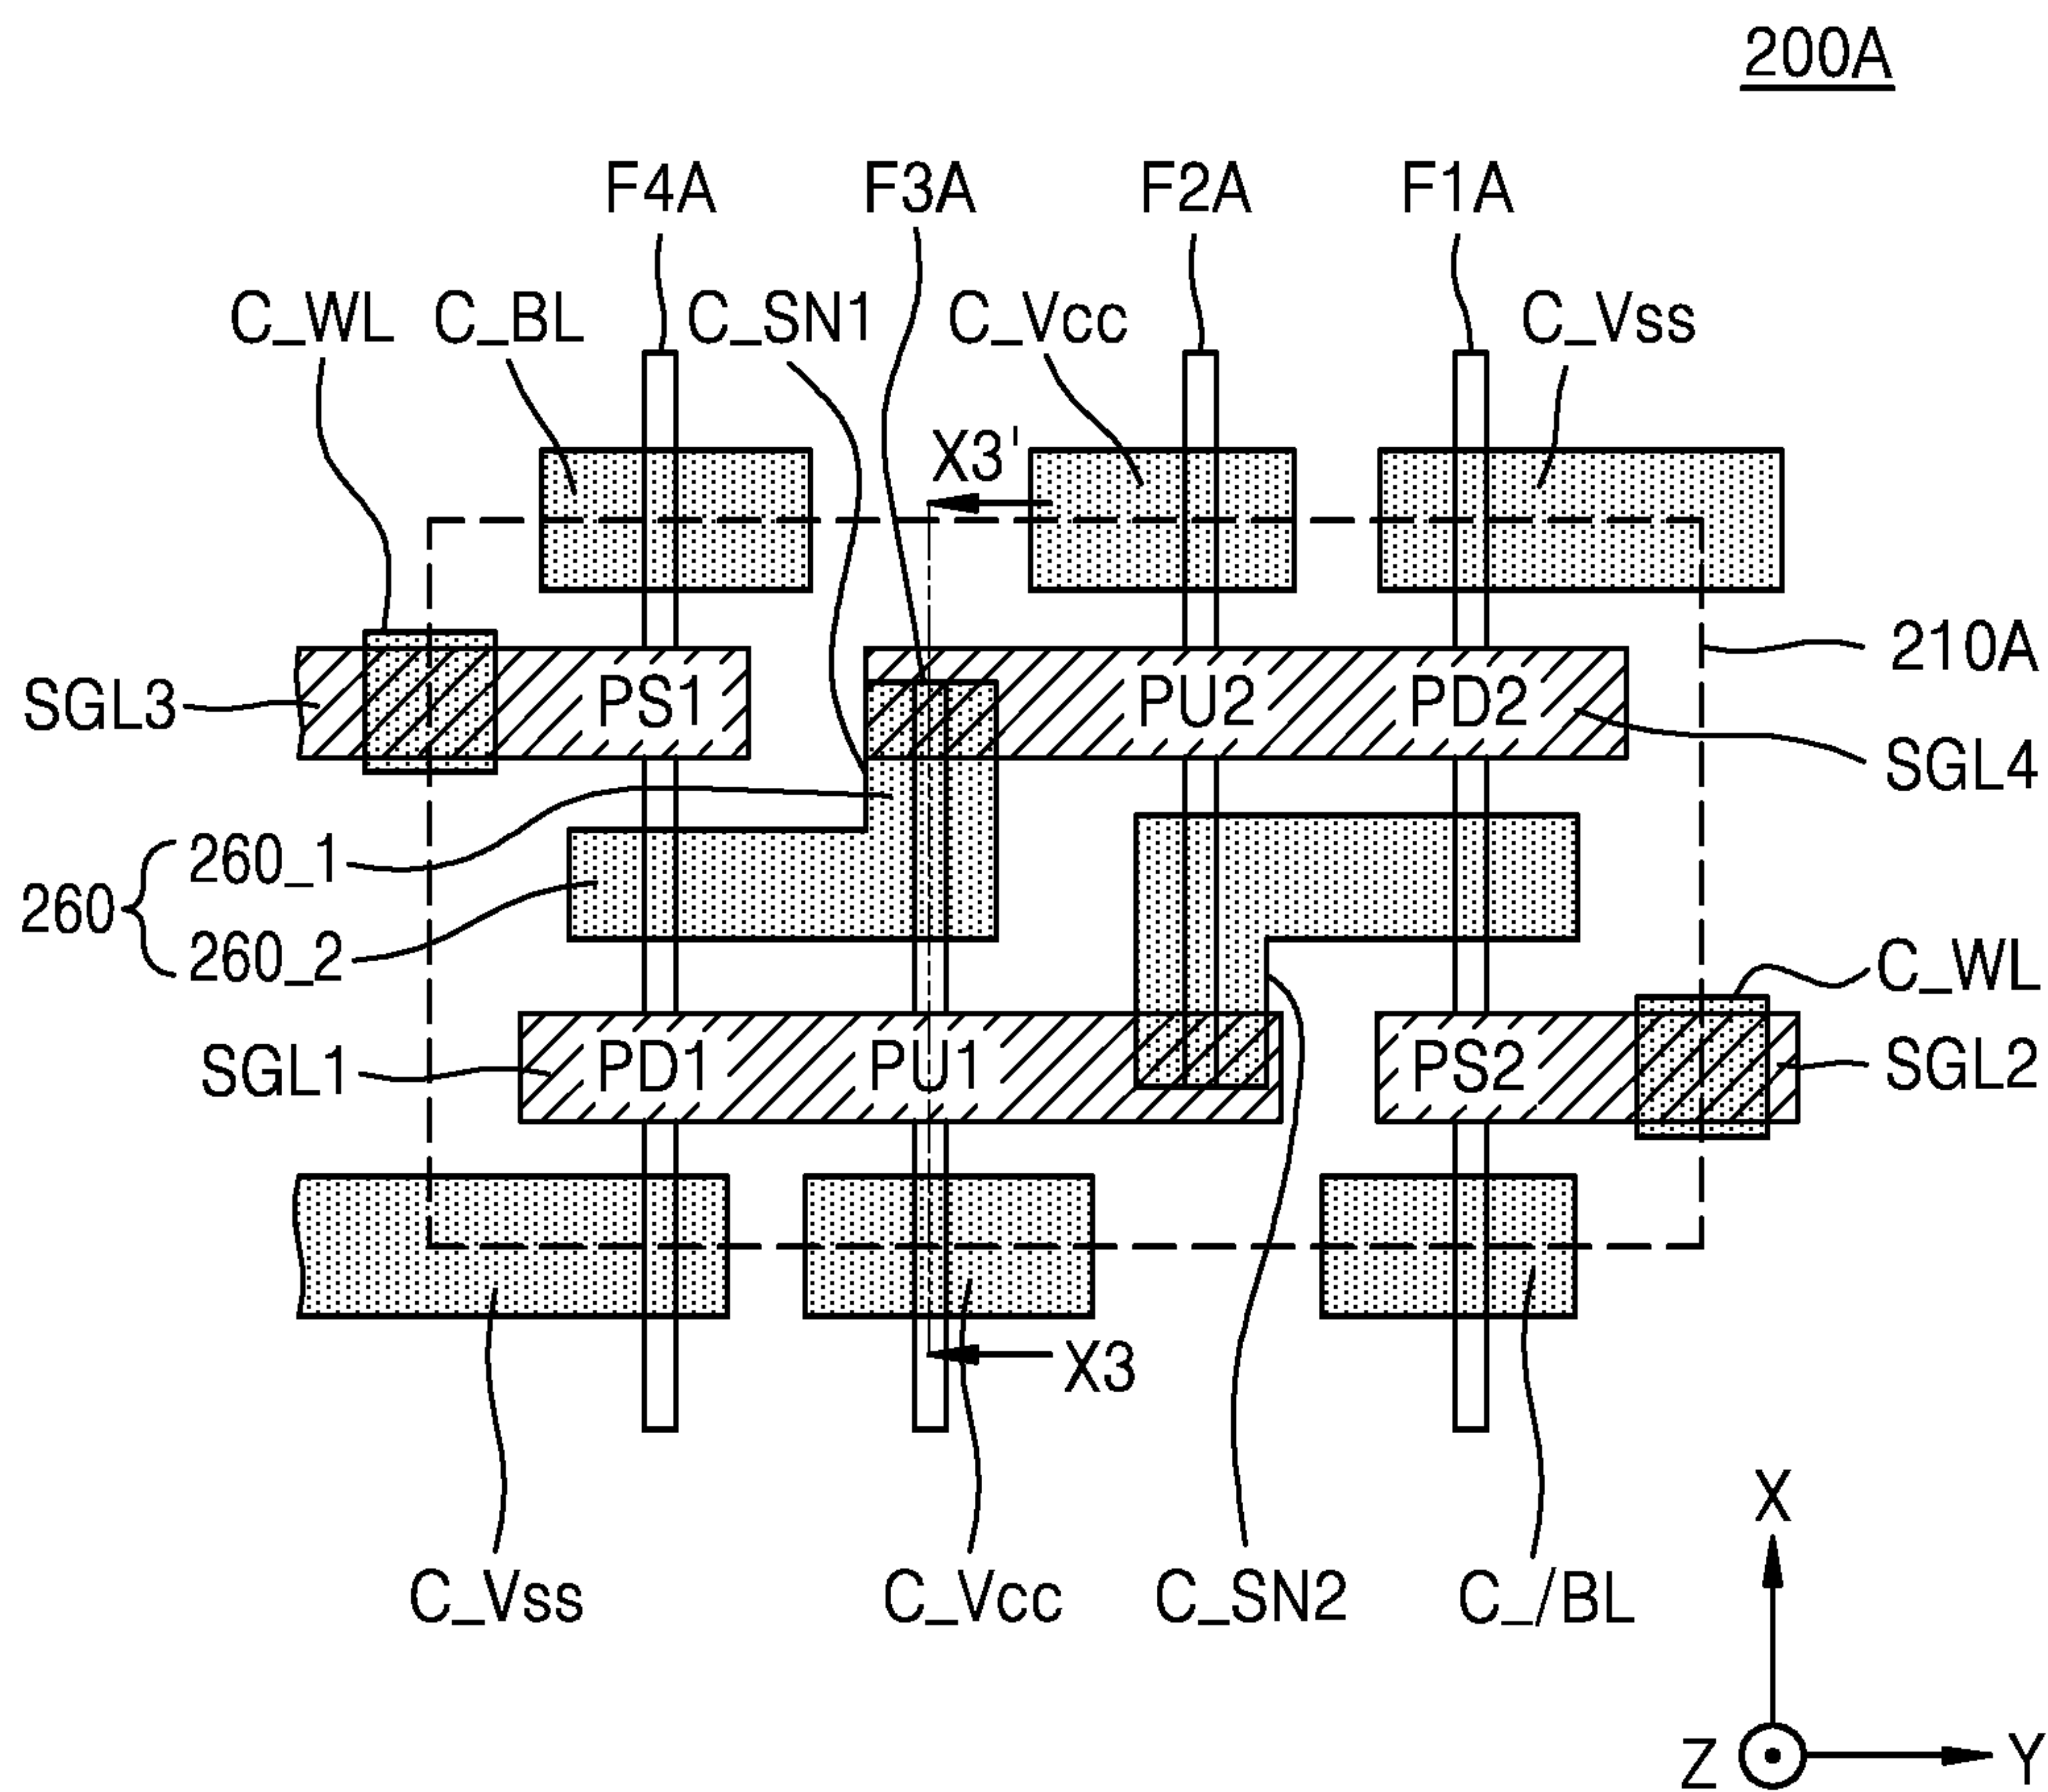 200A
F4A F3A F2A F1A
C_WL C_BL C_SN1 C_Vcc C_Vss
X3'
210A
SGL3 PS1 PU2 PD2
SGL4
260_1
260
260_2
C_WL
SGL1 PD1 PU1 PS2 SGL2
X3
X
C_Vss C_Vcc C_SN2 C_/BL
Z Y